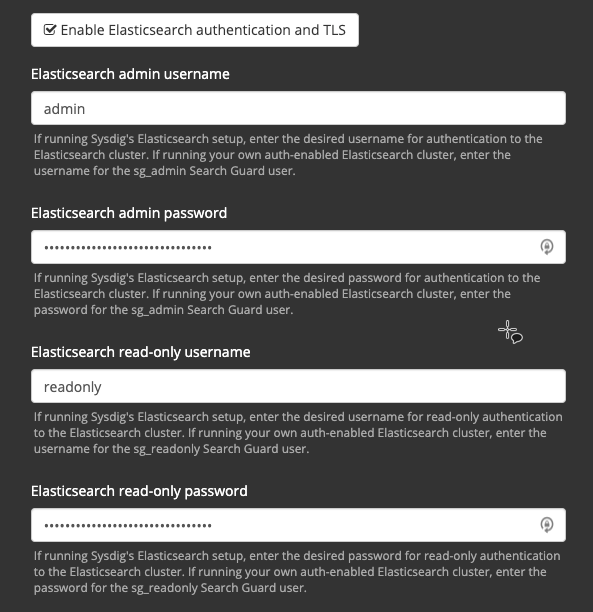 Enable Elasticsearch authentication and TLS
Elasticsearch admin username
admin
If running Sysdig's Elasticsearch setup, enter the desired username for authentication to the
Elasticsearch cluster. If running your own auth-enabled Elasticsearch cluster, enter the
username for the sg_admin Search Guard user.
Elasticsearch admin password
••••••••••••••••••••••••••••••••
If running Sysdig's Elasticsearch setup, enter the desired password for authentication to the
Elasticsearch cluster. If running your own auth-enabled Elasticsearch cluster, enter the
password for the sg_admin Search Guard user.
Elasticsearch read-only username
readonly
If running Sysdig's Elasticsearch setup, enter the desired username for read-only authentication
to the Elasticsearch cluster. If running your own auth-enabled Elasticsearch cluster, enter the
username for the sg_readonly Search Guard user.
Elasticsearch read-only password
••••••••••••••••••••••••••••••••
If running Sysdig's Elasticsearch setup, enter the desired password for read-only authentication
to the Elasticsearch cluster. If running your own auth-enabled Elasticsearch cluster, enter the
password for the sg_readonly Search Guard user.